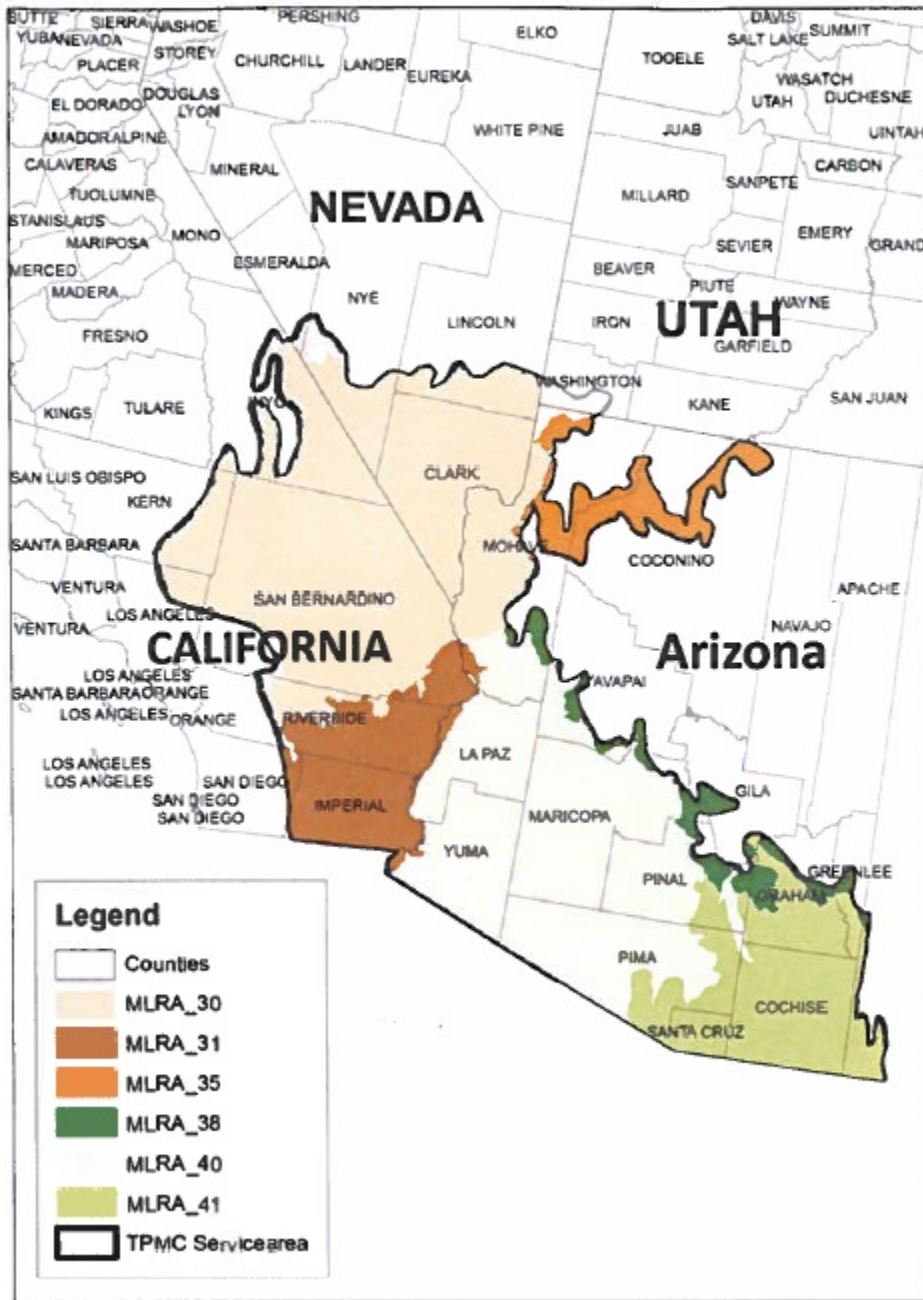 BUTTE SIERRA WASHOE PERSHING ELKO DAVIS SUMMIT
YUBA NEVADA STOREY CHURCHILL LANDER EUREKA TOOELE SALT LAKE
PLACER WASATCH
EL DORADO DOUGLAS UTAH DUCHESNE
LYON
AMADOR ALPINE WHITE PINE JUAB UINTAH
CALAVERAS MINERAL CARBON
TUOLUMNE NEVADA MILLARD SANPETE
STANISLAUS MONO SEVIER EMERY GRAND
MARIPOSA
MERCED ESMERALDA BEAVER
MADERA NYE PIUTE WAYNE
FRESNO LINCOLN IRON UTAH
GARFIELD
KINGS TULARE INYO WASHINGTON KANE SAN JUAN
SAN LUIS OBISPO CLARK
KERN
SANTA BARBARA MOHAVE COCONINO
VENTURA SAN BERNARDINO APACHE
VENTURA LOS ANGELES NAVAJO
CALIFORNIA Arizona
LOS ANGELES YAVAPAI
SANTA BARBARA ORANGE
LOS ANGELES ORANGE RIVERSIDE
LA PAZ
LOS ANGELES
LOS ANGELES SAN DIEGO GILA
SAN DIEGO IMPERIAL MARICOPA
SAN DIEGO
YUMA PINAL GREENLEE
GRAHAM
PIMA
COCHISE
SANTA CRUZ
Legend
Counties
MLRA_30
MLRA_31
MLRA_35
MLRA_38
MLRA_40
MLRA_41
TPMC Servicearea